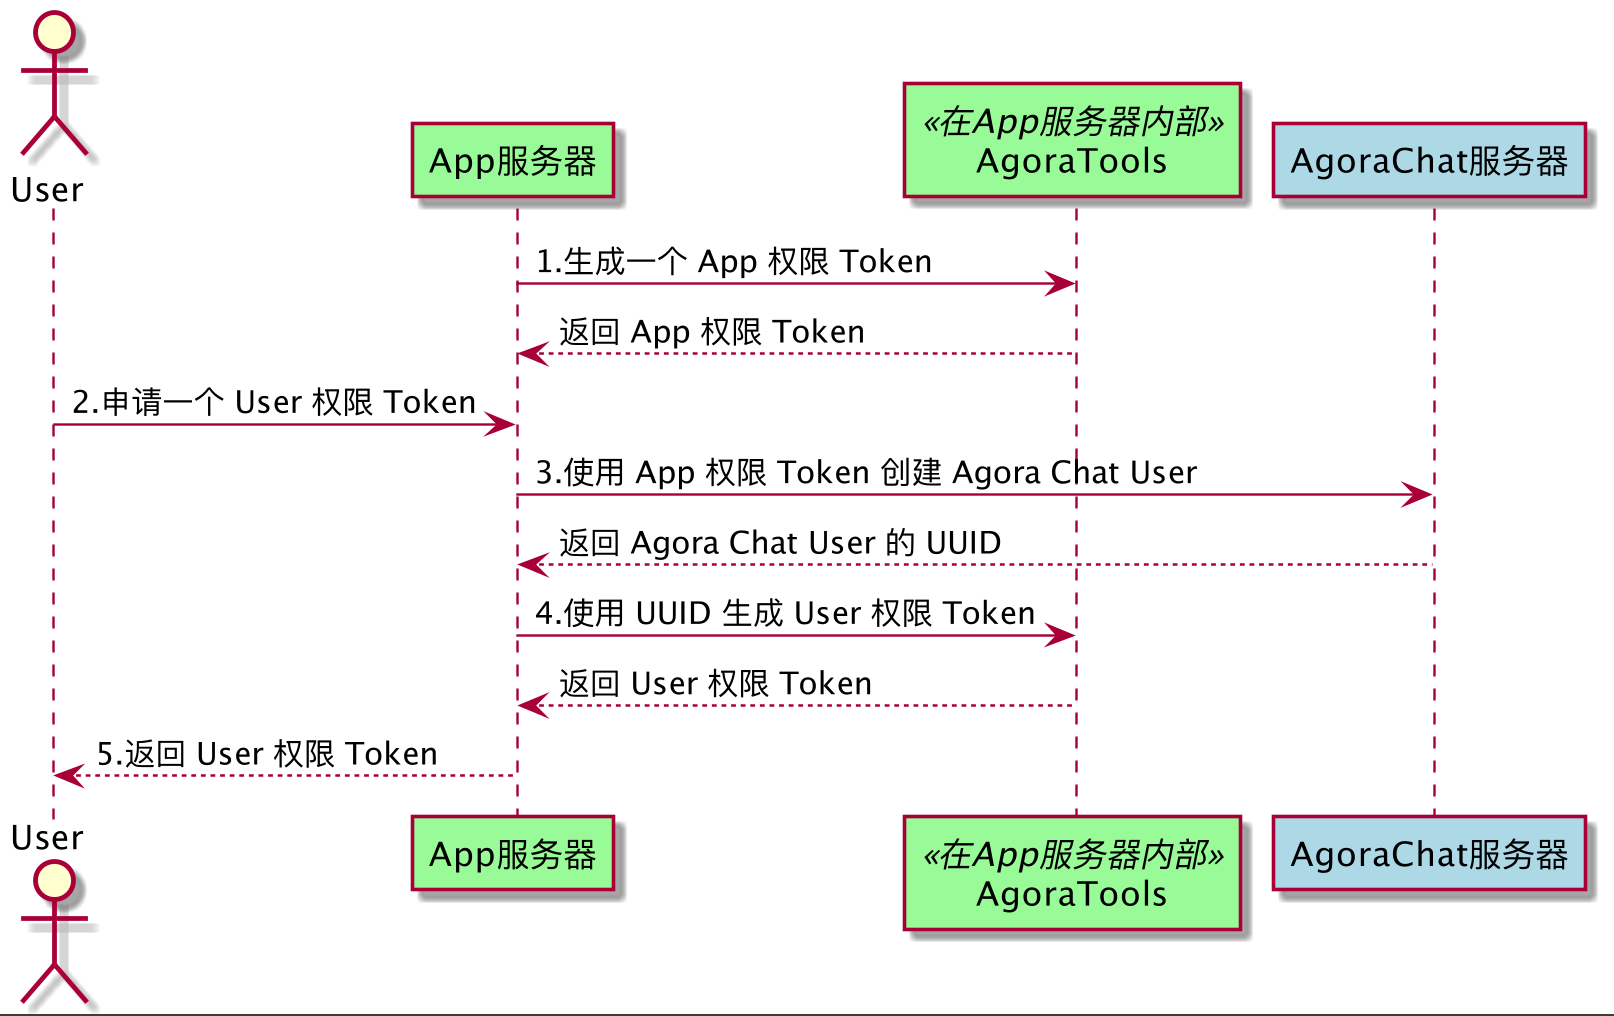 User
App服务器
«在App服务器内部»
AgoraTools
AgoraChat服务器
1.生成一个 App 权限 Token
返回 App 权限 Token
2.申请一个 User 权限 Token
3.使用 App 权限 Token 创建 Agora Chat User
返回 Agora Chat User 的 UUID
4.使用 UUID 生成 User 权限 Token
返回 User 权限 Token
5.返回 User 权限 Token
User
App服务器
«在App服务器内部»
AgoraTools
AgoraChat服务器